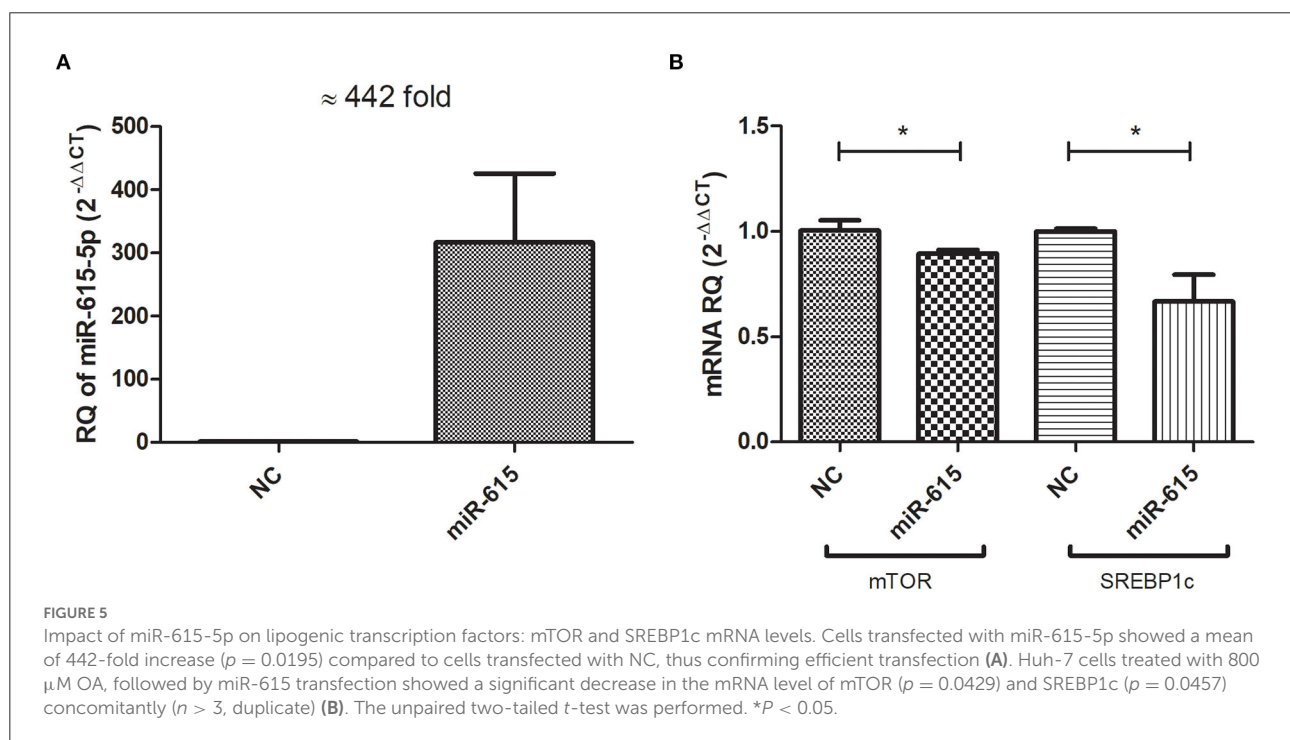 A
≈ 442 fold
RQ of miR-615-5p (2^-ΔΔCT)
500
400
300
200
100
0
NC
miR-615
B
mRNA RQ (2^-ΔΔCT)
1.5
1.0
0.5
0.0
*
*
NC
miR-615
NC
miR-615
mTOR
SREBP1c
FIGURE 5
Impact of miR-615-5p on lipogenic transcription factors: mTOR and SREBP1c mRNA levels. Cells transfected with miR-615-5p showed a mean
of 442-fold increase (p = 0.0195) compared to cells transfected with NC, thus confirming efficient transfection (A). Huh-7 cells treated with 800
μM OA, followed by miR-615 transfection showed a significant decrease in the mRNA level of mTOR (p = 0.0429) and SREBP1c (p = 0.0457)
concomitantly (n > 3, duplicate) (B). The unpaired two-tailed t-test was performed. *P < 0.05.